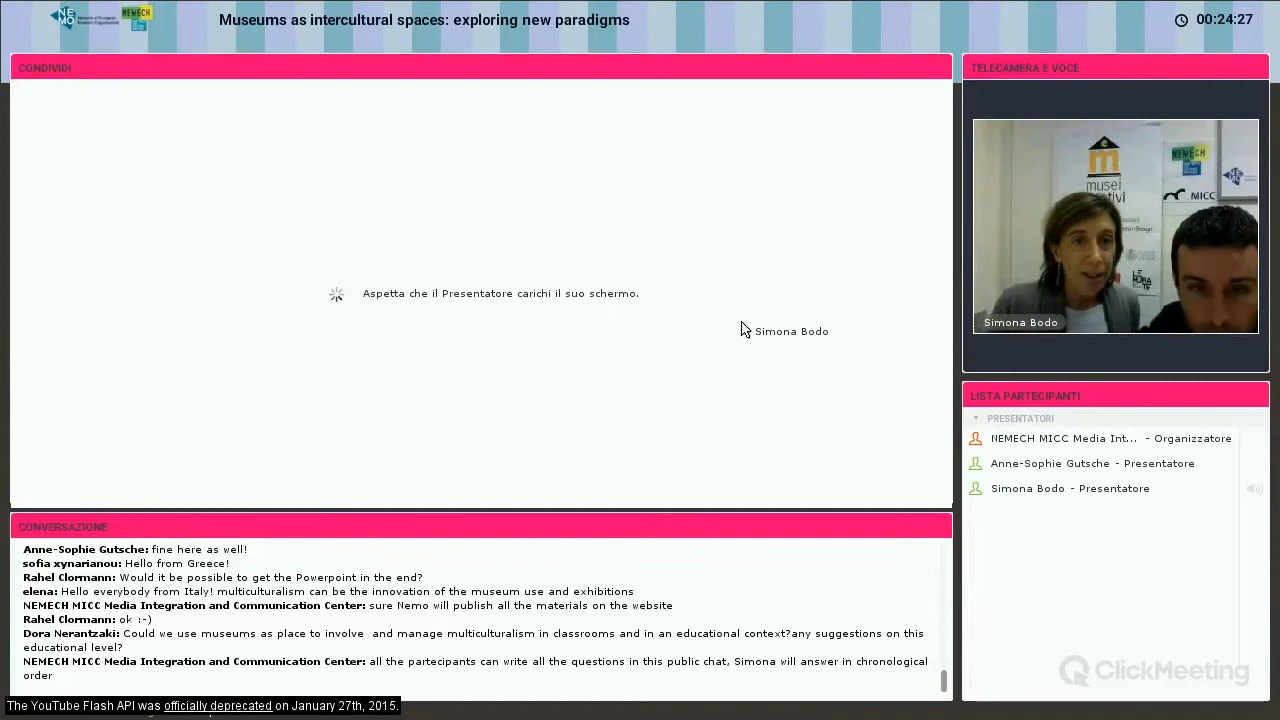 NEMO
NEMECH
Museums as intercultural spaces: exploring new paradigms
00:24:27
CONDIVIDI
Aspetta che il Presentatore carichi il suo schermo.
Simona Bodo
TELECAMERA E VOCE
musei
NEMECH
MICC
Simona Bodo
LISTA PARTECIPANTI
PRESENTATORI
NEMECH MICC Media Int... - Organizzatore
Anne-Sophie Gutsche - Presentatore
Simona Bodo - Presentatore
CONVERSAZIONE
Anne-Sophie Gutsche: fine here as well!
sofia xynarianou: Hello from Greece!
Rahel Clormann: Would it be possible to get the Powerpoint in the end?
elena: Hello everybody from Italy! multiculturalism can be the innovation of the museum use and exhibitions
NEMECH MICC Media Integration and Communication Center: sure Nemo will publish all the materials on the website
Rahel Clormann: ok :-)
Dora Nerantzaki: Could we use museums as place to involve and manage multiculturalism in classrooms and in an educational context?any suggestions on this
educational level?
NEMECH MICC Media Integration and Communication Center: all the partecipants can write all the questions in this public chat, Simona will answer in chronological
order
ClickMeeting
The YouTube Flash API was officially deprecated on January 27th, 2015.